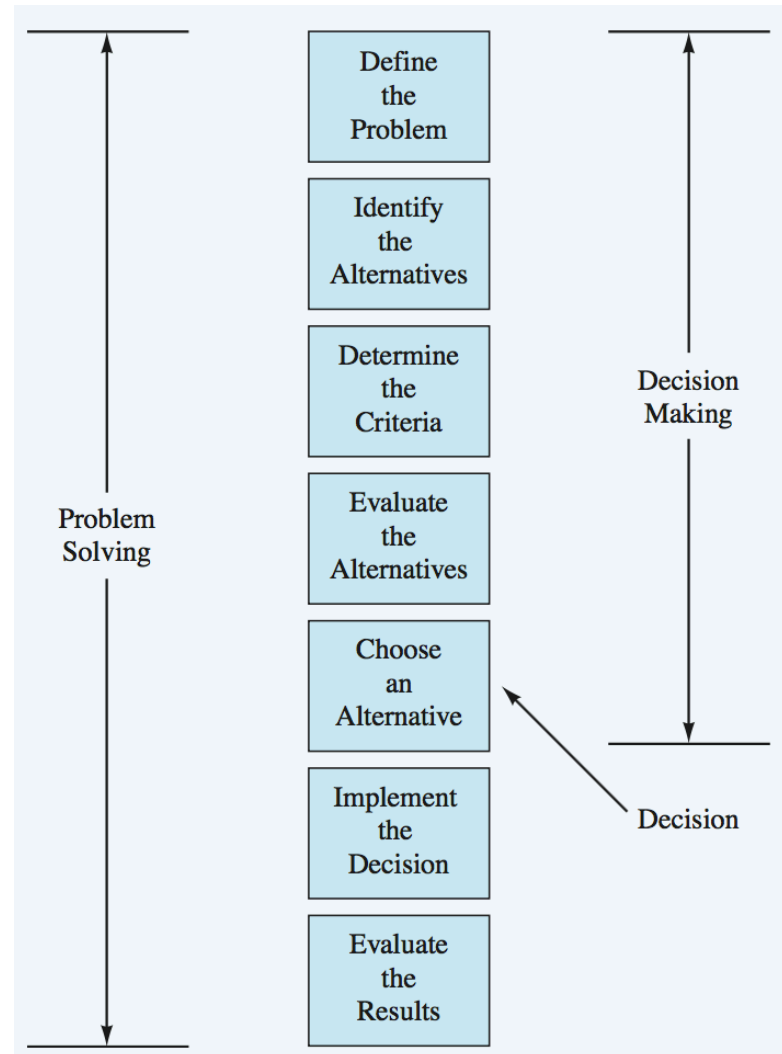 Define
the
Problem
Identify
the
Alternatives
Determine
the
Criteria
Evaluate
the
Alternatives
Choose
an
Alternative
Implement
the
Decision
Evaluate
the
Results
Problem
Solving
Decision
Making
Decision